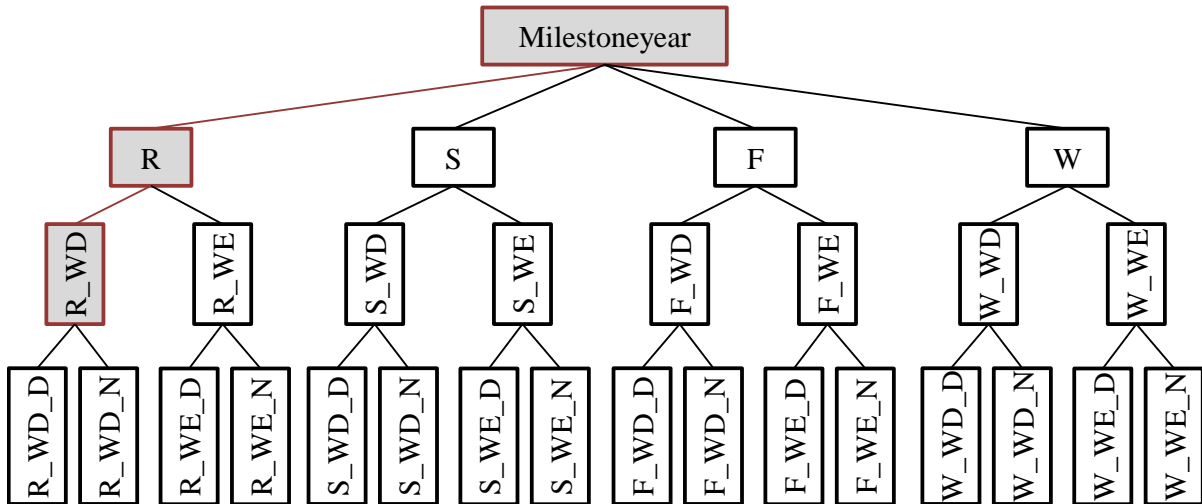 Milestoneyear
R
S
F
W
R_WD
R_WE
S_WD
S_WE
F_WD
F_WE
W_WD
W_WE
R_WD_D
R_WD_N
R_WE_D
R_WE_N
S_WD_D
S_WD_N
S_WE_D
S_WE_N
F_WD_D
F_WD_N
F_WE_D
F_WE_N
W_WD_D
W_WD_N
W_WE_D
W_WE_N